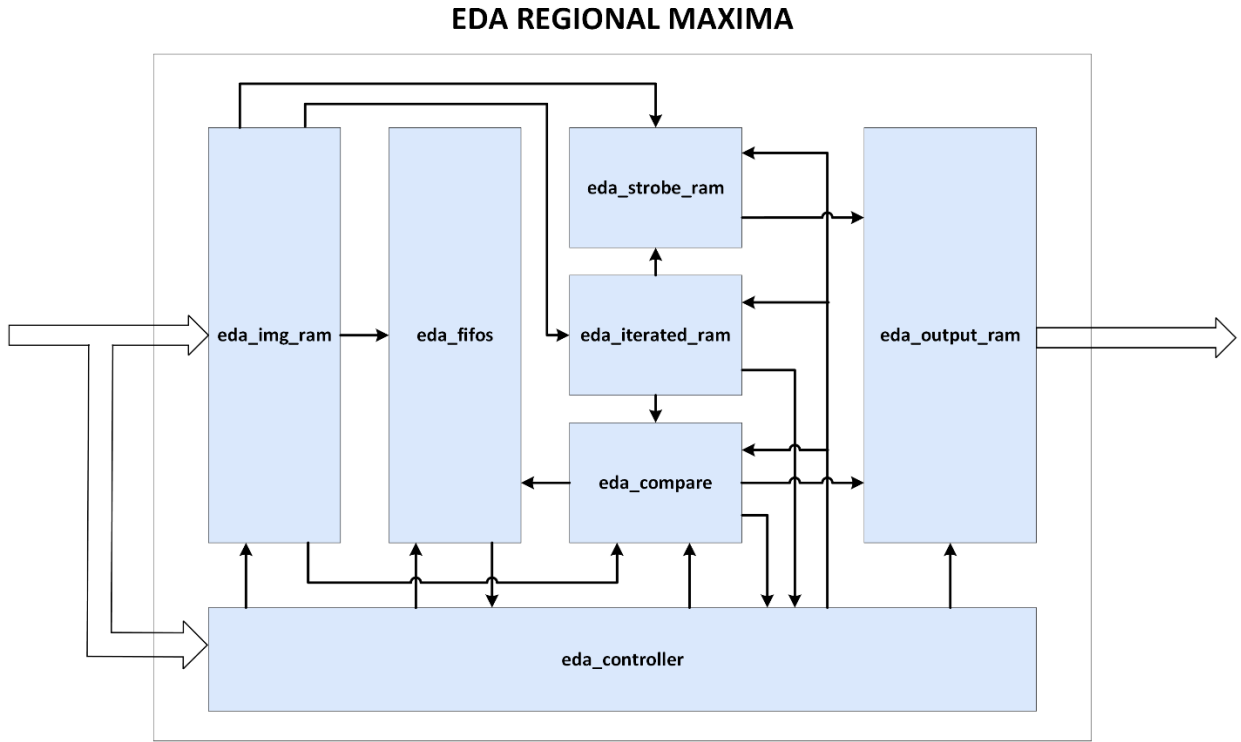 EDA REGIONAL MAXIMA
eda_strobe_ram
eda_img_ram
eda_fifos
eda_iterated_ram
eda_output_ram
eda_compare
eda_controller